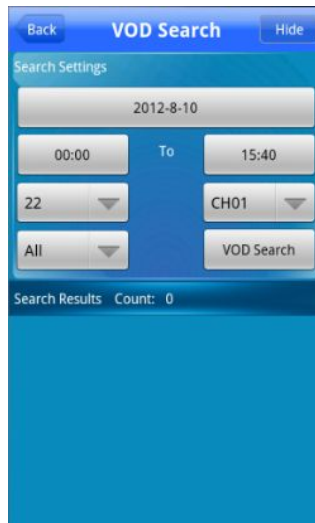 Back VOD Search Hide
Search Settings
2012-8-10
00:00 To 15:40
22 CH01
All VOD Search
Search Results Count: 0